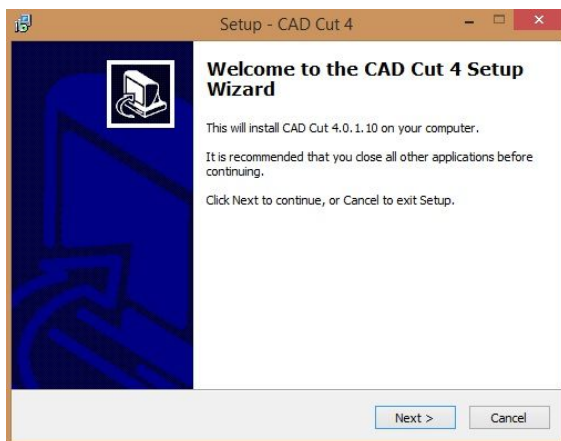 Setup - CAD Cut 4
Welcome to the CAD Cut 4 Setup
Wizard
This will install CAD Cut 4.0.1.10 on your computer.
It is recommended that you close all other applications before
continuing.
Click Next to continue, or Cancel to exit Setup.
Next >
Cancel